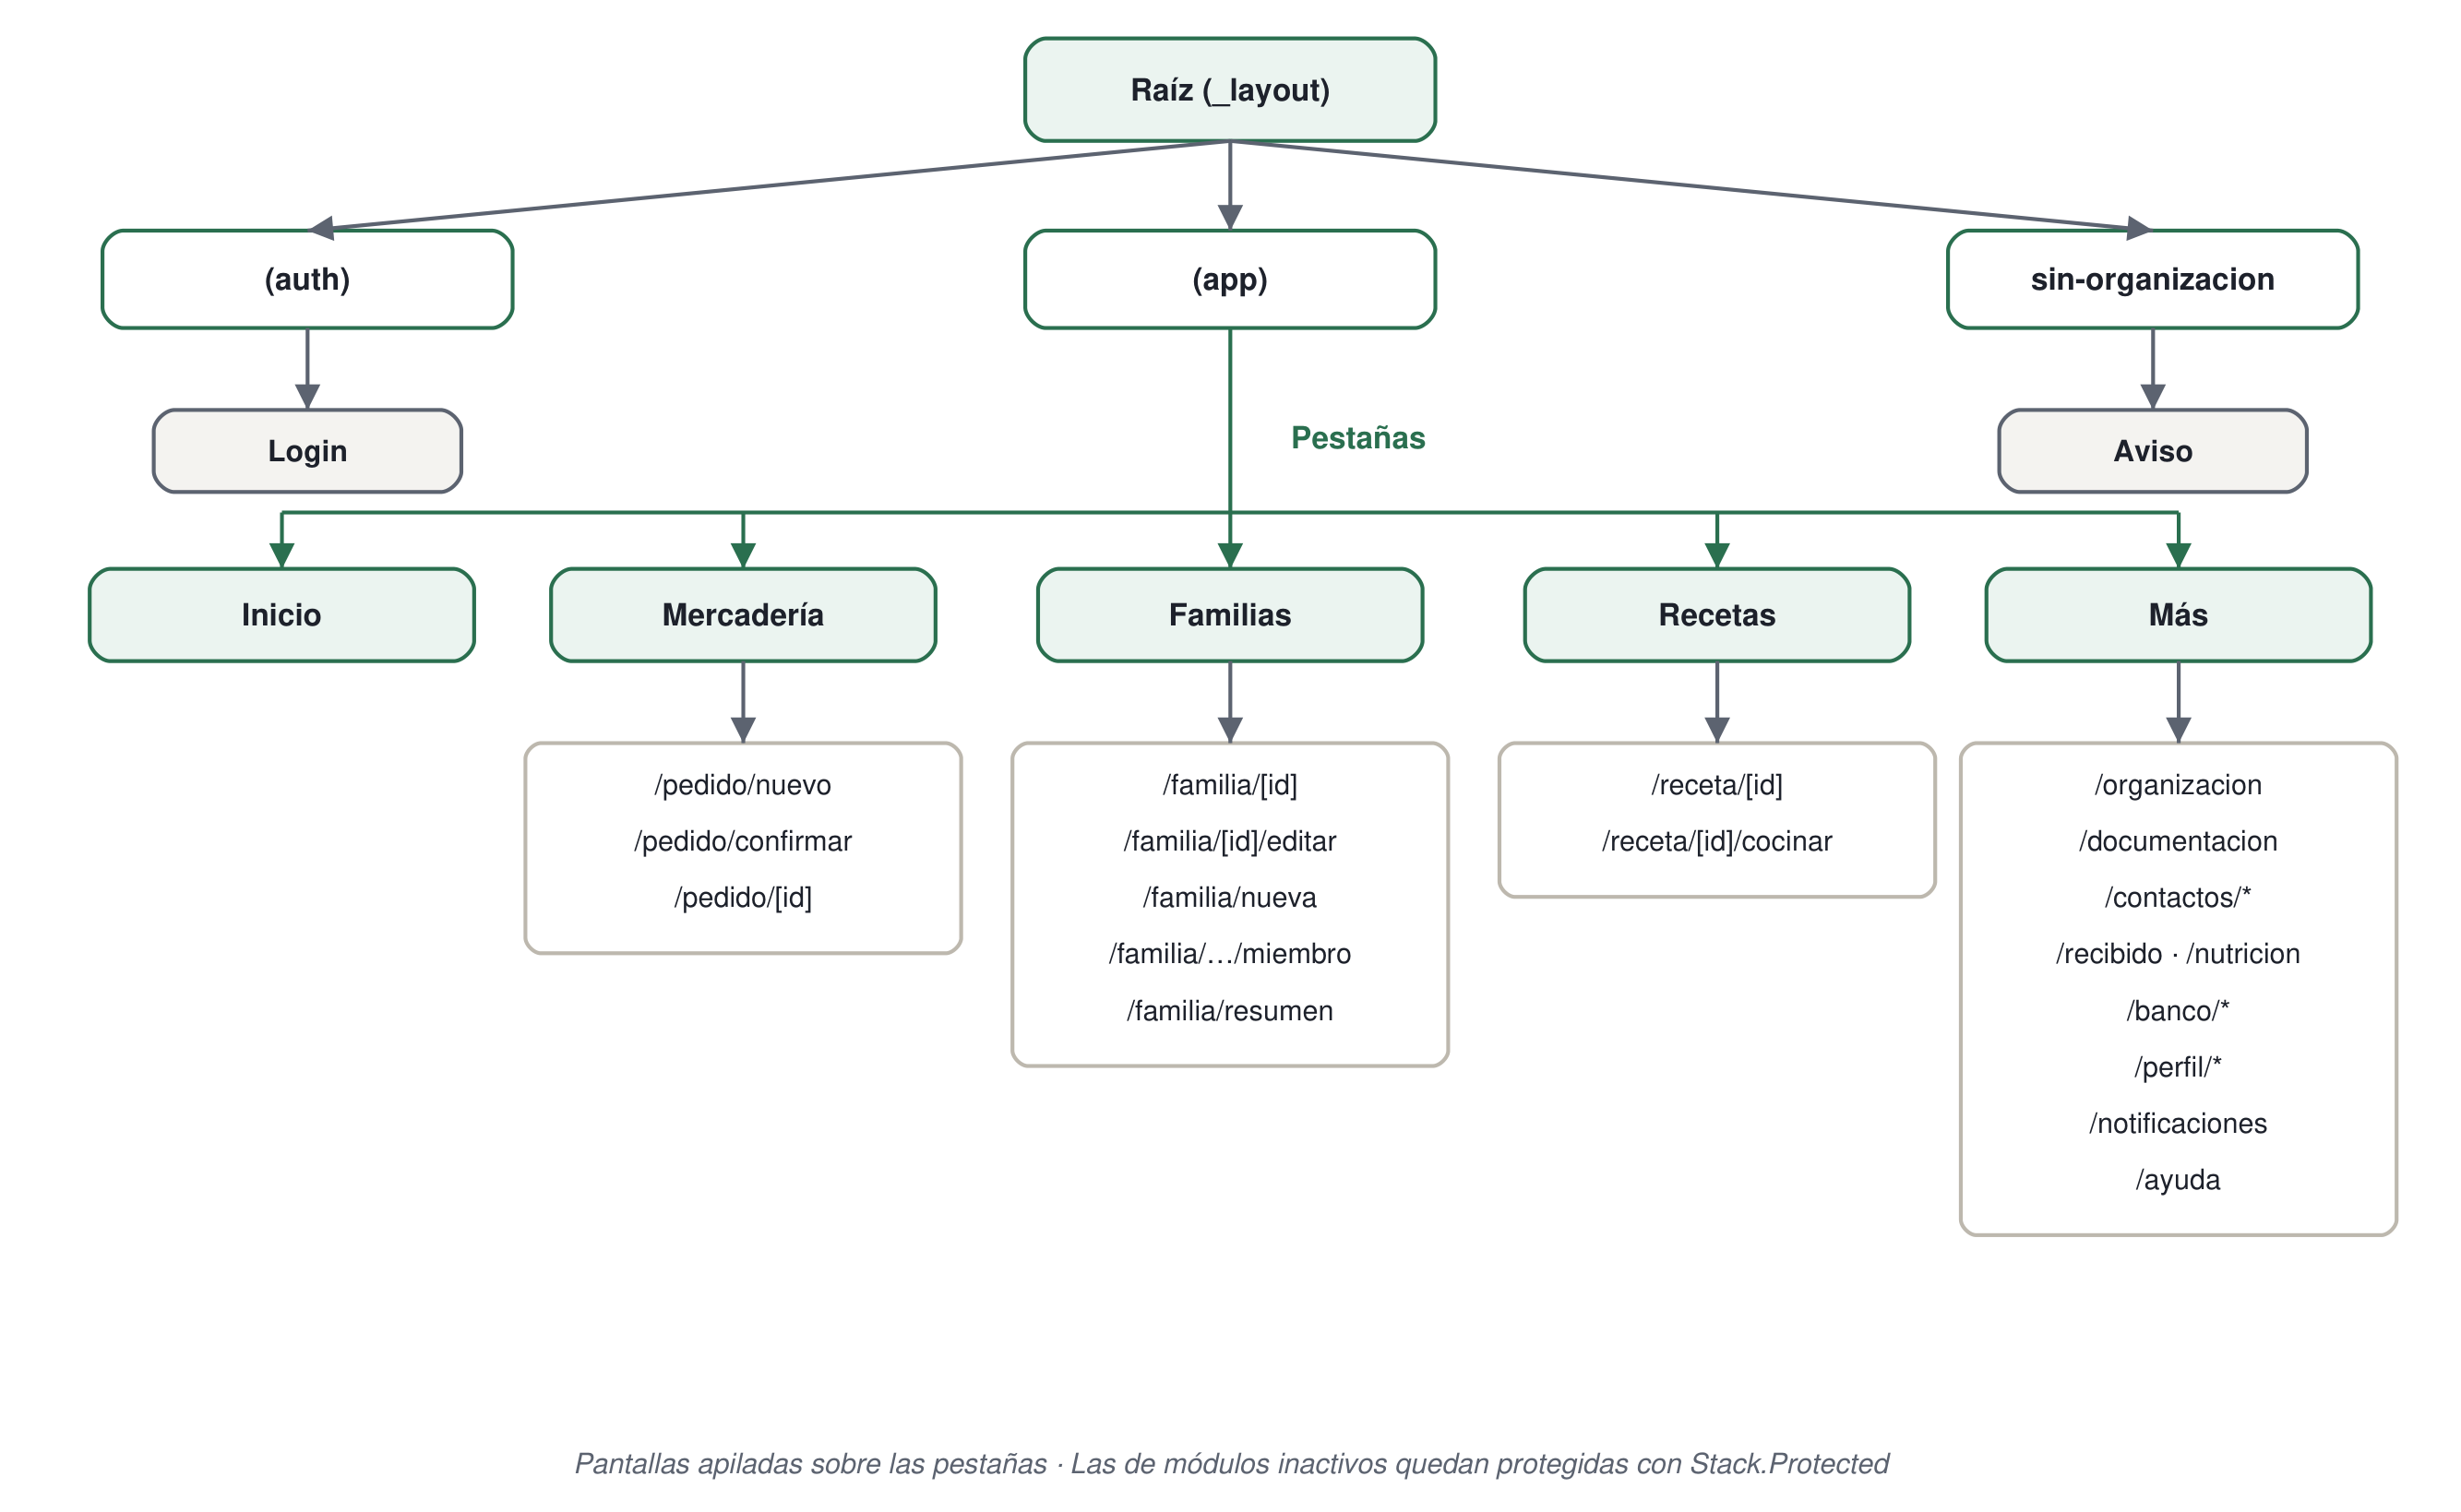 Raíz (_layout)
(auth)
(app)
sin-organizacion
Login
Pestañas
Aviso
Inicio
Mercadería
Familias
Recetas
Más
/pedido/nuevo
/pedido/confirmar
/pedido/[id]
/familia/[id]
/familia/[id]/editar
/familia/nueva
/familia/…/miembro
/familia/resumen
/receta/[id]
/receta/[id]/cocinar
/organizacion
/documentacion
/contactos/*
/recibido · /nutricion
/banco/*
/perfil/*
/notificaciones
/ayuda
Pantallas apiladas sobre las pestañas · Las de módulos inactivos quedan protegidas con Stack.Protected